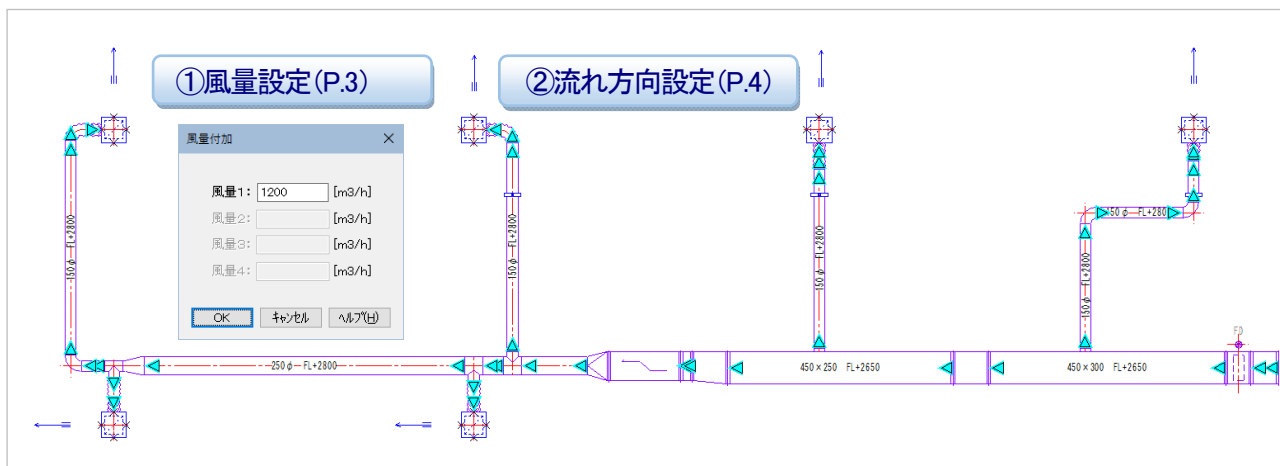 ①風量設定(P.3)
②流れ方向設定(P.4)
風量付加
風量1: 1200 [m3/h]
風量2: [m3/h]
風量3: [m3/h]
風量4: [m3/h]
OK キャンセル ヘルプ(H)
150φ FL+2800
150φ FL+2800
150φ FL+2800
150φ FL+280
150φ FL+2800
FD
250φ FL+2800
450×250 FL+2650
450×300 FL+2650